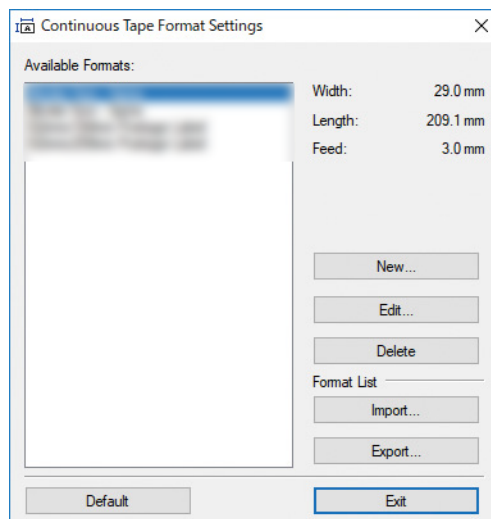 Continuous Tape Format Settings
Available Formats:
Width: 29.0 mm
Length: 209.1 mm
Feed: 3.0 mm
New...
Edit...
Delete
Format List
Import...
Export...
Default Exit